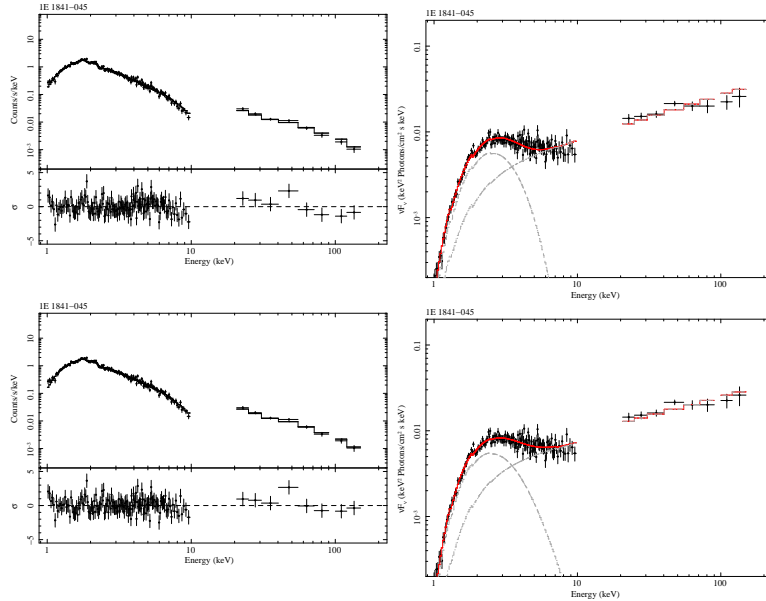 1E 1841−045
Counts/s/keV
10
1
0.1
0.01
10⁻³
σ
5
0
−5
1
10
100
Energy (keV)
1E 1841−045
νFν (keV² Photons/cm² s keV)
0.1
0.01
10⁻³
1
10
100
Energy (keV)
1E 1841−045
Counts/s/keV
10
1
0.1
0.01
10⁻³
σ
5
0
−5
1
10
100
Energy (keV)
1E 1841−045
νFν (keV² Photons/cm² s keV)
0.1
0.01
10⁻³
1
10
100
Energy (keV)